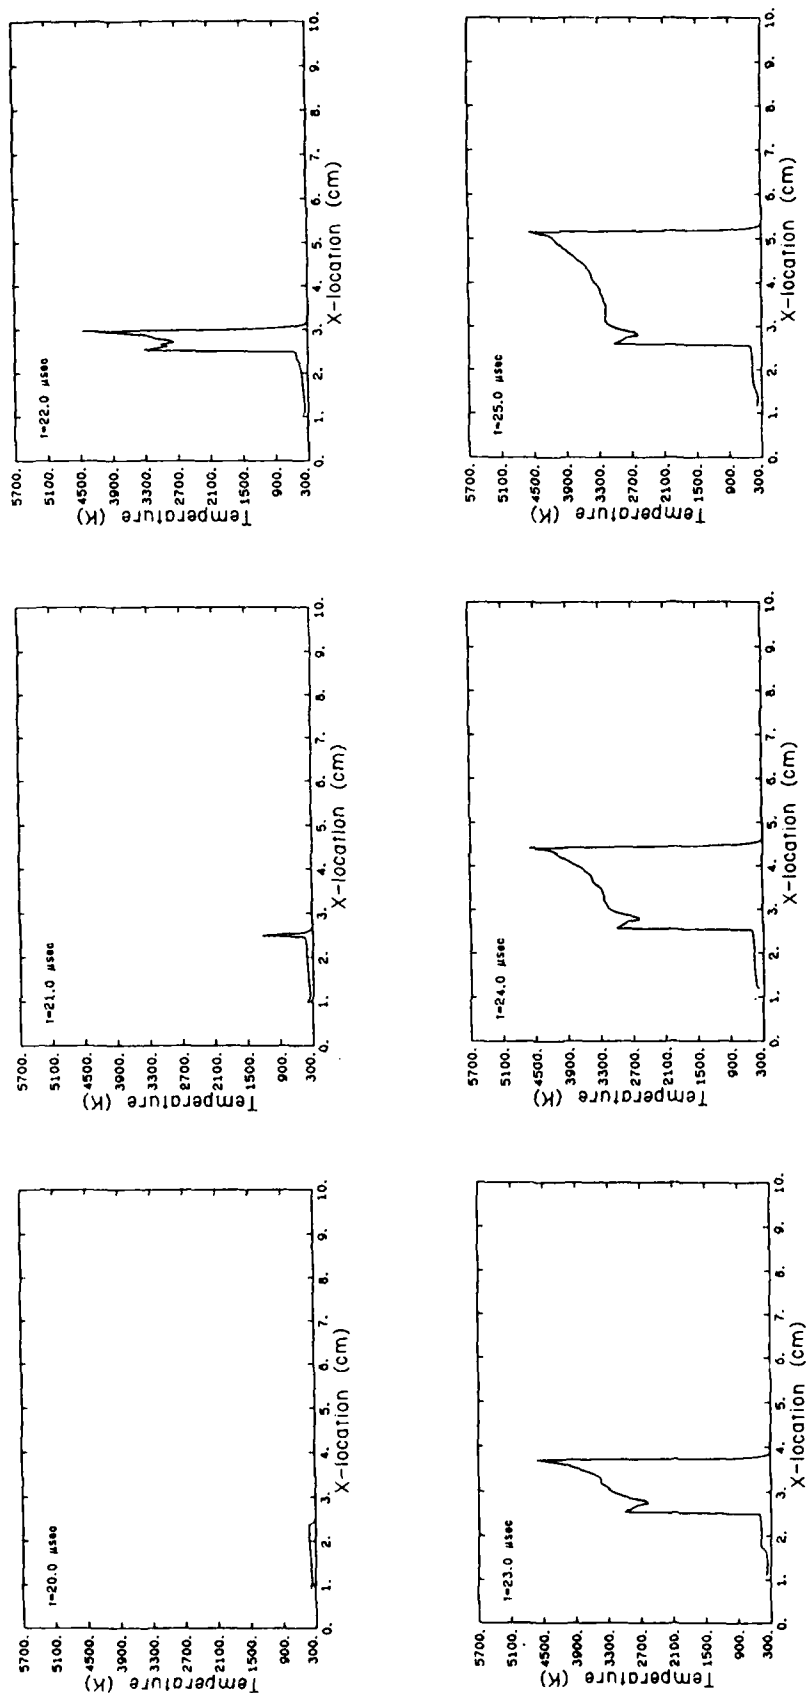 t=20.0 μsec
5700.
5100.
4500.
3900.
3300.
2700.
2100.
1500.
900.
300.
Temperature (K)
0. 1. 2. 3. 4. 5. 6. 7. 8. 9. 10.
X-location (cm)
t=21.0 μsec
5700.
5100.
4500.
3900.
3300.
2700.
2100.
1500.
900.
300.
Temperature (K)
0. 1. 2. 3. 4. 5. 6. 7. 8. 9. 10.
X-location (cm)
t=22.0 μsec
5700.
5100.
4500.
3900.
3300.
2700.
2100.
1500.
900.
300.
Temperature (K)
0. 1. 2. 3. 4. 5. 6. 7. 8. 9. 10.
X-location (cm)
t=23.0 μsec
5700.
5100.
4500.
3900.
3300.
2700.
2100.
1500.
900.
300.
Temperature (K)
0. 1. 2. 3. 4. 5. 6. 7. 8. 9. 10.
X-location (cm)
t=24.0 μsec
5700.
5100.
4500.
3900.
3300.
2700.
2100.
1500.
900.
300.
Temperature (K)
0. 1. 2. 3. 4. 5. 6. 7. 8. 9. 10.
X-location (cm)
t=25.0 μsec
5700.
5100.
4500.
3900.
3300.
2700.
2100.
1500.
900.
300.
Temperature (K)
0. 1. 2. 3. 4. 5. 6. 7. 8. 9. 10.
X-location (cm)